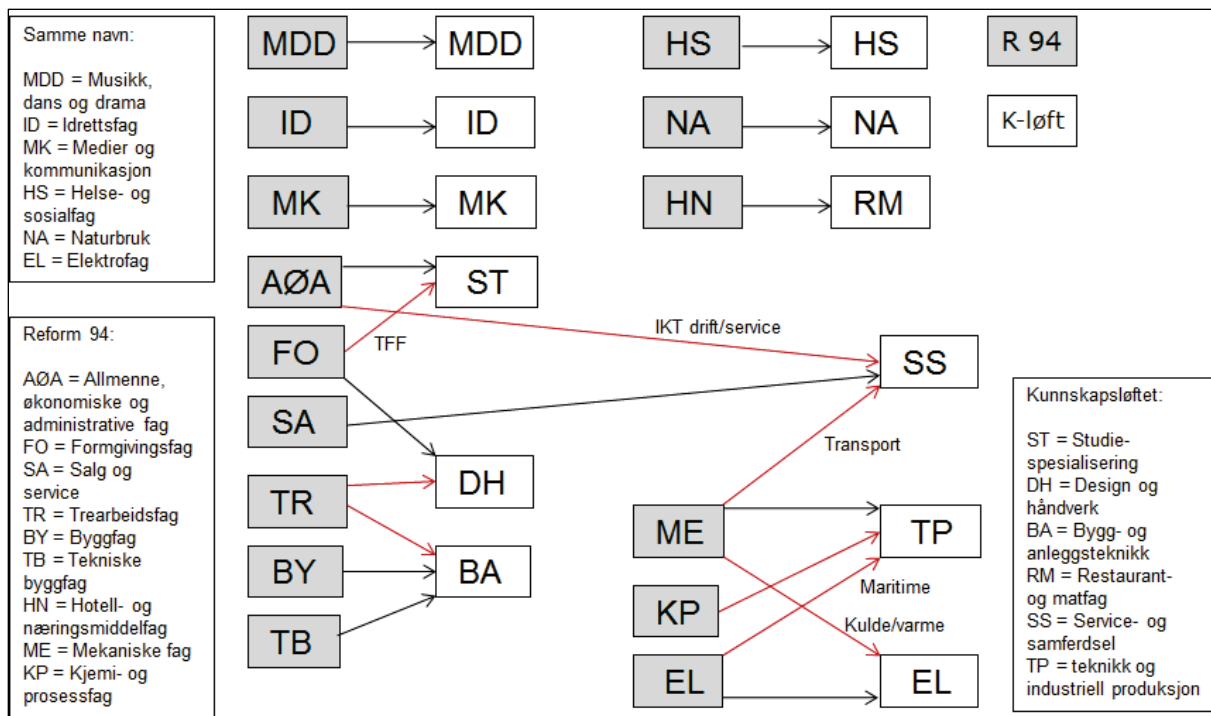 Samme navn:
MDD = Musikk,
dans og drama
ID = Idrettsfag
MK = Medier og
kommunikasjon
HS = Helse- og
sosialfag
NA = Naturbruk
EL = Elektrofag
Reform 94:
AØA = Allmenne,
økonomiske og
administrative fag
FO = Formgivingsfag
SA = Salg og
service
TR = Trearbeidsfag
BY = Byggfag
TB = Tekniske
byggfag
HN = Hotell- og
næringsmiddelfag
ME = Mekaniske fag
KP = Kjemi- og
prosessfag
MDD
MDD
ID
ID
MK
MK
AØA
ST
FO
TFF
SA
TR
DH
BY
BA
TB
HS
HS
NA
NA
HN
RM
IKT drift/service
SS
Transport
ME
TP
KP
Maritime
Kulde/varme
EL
EL
R 94
K-løft
Kunnskapsløftet:
ST = Studie-
spesialisering
DH = Design og
håndverk
BA = Bygg- og
anleggsteknikk
RM = Restaurant-
og matfag
SS = Service- og
samferdsel
TP = teknikk og
industriell produksjon